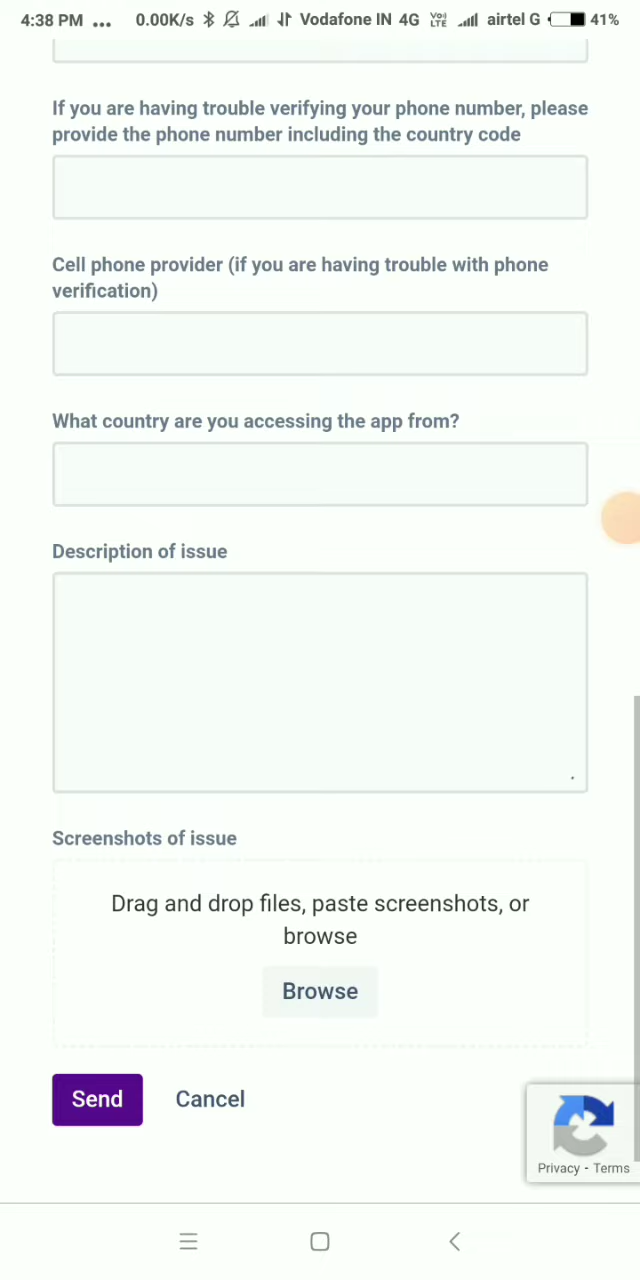 4:38 PM ... 0.00K/s Vodafone IN 4G Vo) LTE airtel G 41%
If you are having trouble verifying your phone number, please
provide the phone number including the country code
Cell phone provider (if you are having trouble with phone
verification)
What country are you accessing the app from?
Description of issue
Screenshots of issue
Drag and drop files, paste screenshots, or
browse
Browse
Send Cancel
Privacy - Terms